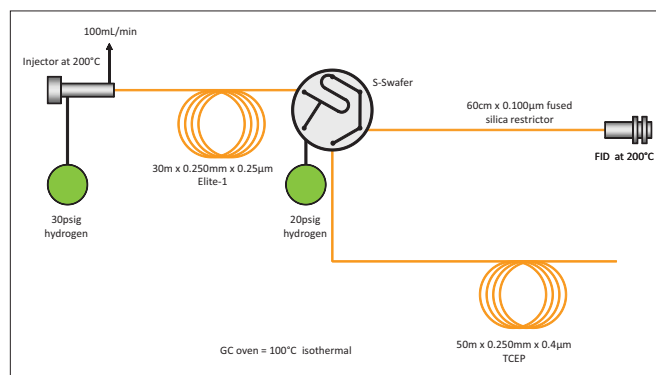 100mL/min
Injector at 200°C
S-Swafer
60cm x 0.100µm fused
silica restrictor
FID at 200°C
30m x 0.250mm x 0.25µm
Elite-1
30psig
hydrogen
20psig
hydrogen
GC oven = 100°C isothermal
50m x 0.250mm x 0.4µm
TCEP